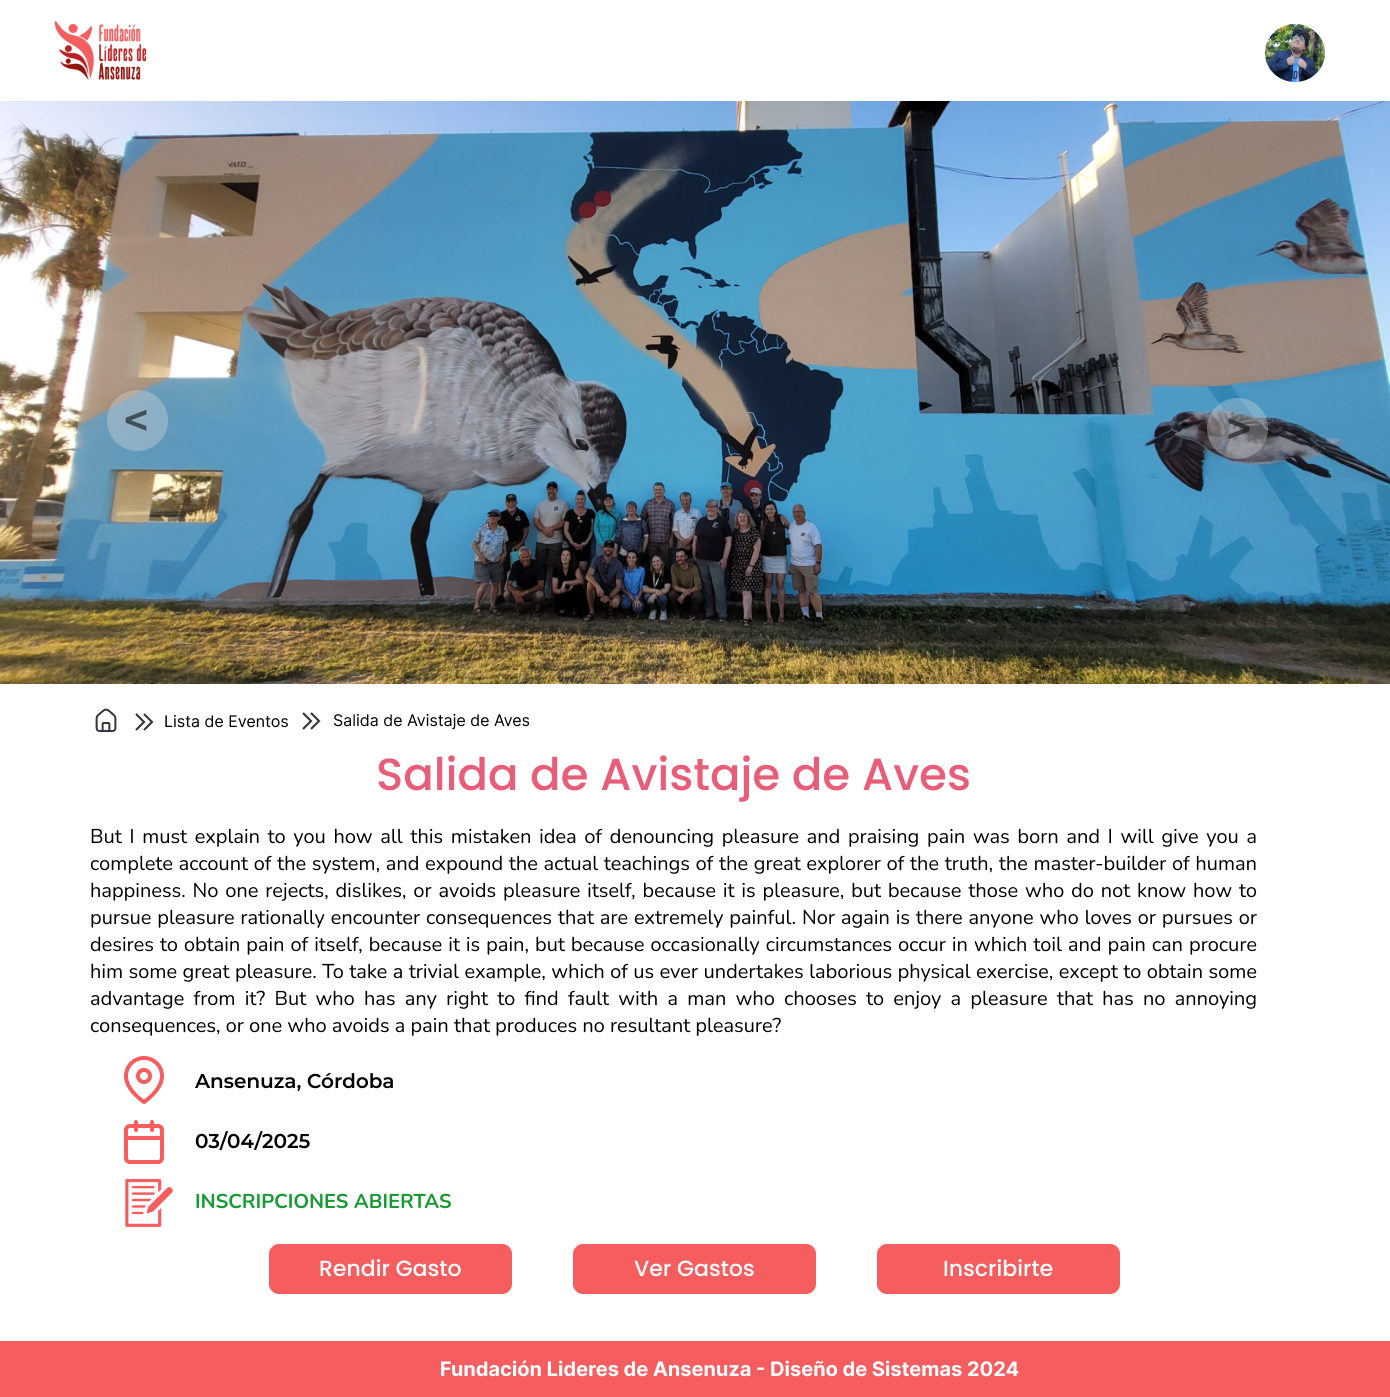 Fundación
Lideres de
Ansenuza
<
>
Lista de Eventos
Salida de Avistaje de Aves
Salida de Avistaje de Aves
But I must explain to you how all this mistaken idea of denouncing pleasure and praising pain was born and I will give you a
complete account of the system, and expound the actual teachings of the great explorer of the truth, the master-builder of human
happiness. No one rejects, dislikes, or avoids pleasure itself, because it is pleasure, but because those who do not know how to
pursue pleasure rationally encounter consequences that are extremely painful. Nor again is there anyone who loves or pursues or
desires to obtain pain of itself, because it is pain, but because occasionally circumstances occur in which toil and pain can procure
him some great pleasure. To take a trivial example, which of us ever undertakes laborious physical exercise, except to obtain some
advantage from it? But who has any right to find fault with a man who chooses to enjoy a pleasure that has no annoying
consequences, or one who avoids a pain that produces no resultant pleasure?
Ansenuza, Córdoba
03/04/2025
INSCRIPCIONES ABIERTAS
Rendir Gasto
Ver Gastos
Inscribirte
Fundación Lideres de Ansenuza - Diseño de Sistemas 2024